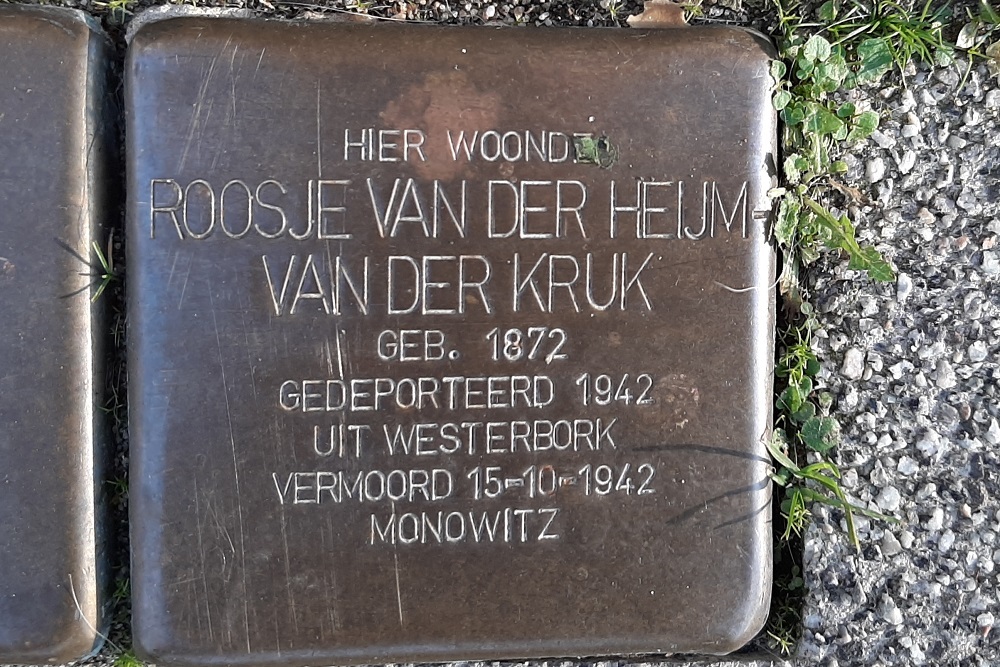 HIER WOONDE
ROOSJE VAN DER HEIJM-
VAN DER KRUK
GEB. 1872
GEDEPORTEERD 1942
UIT WESTERBORK
VERMOORD 15-10-1942
MONOWITZ